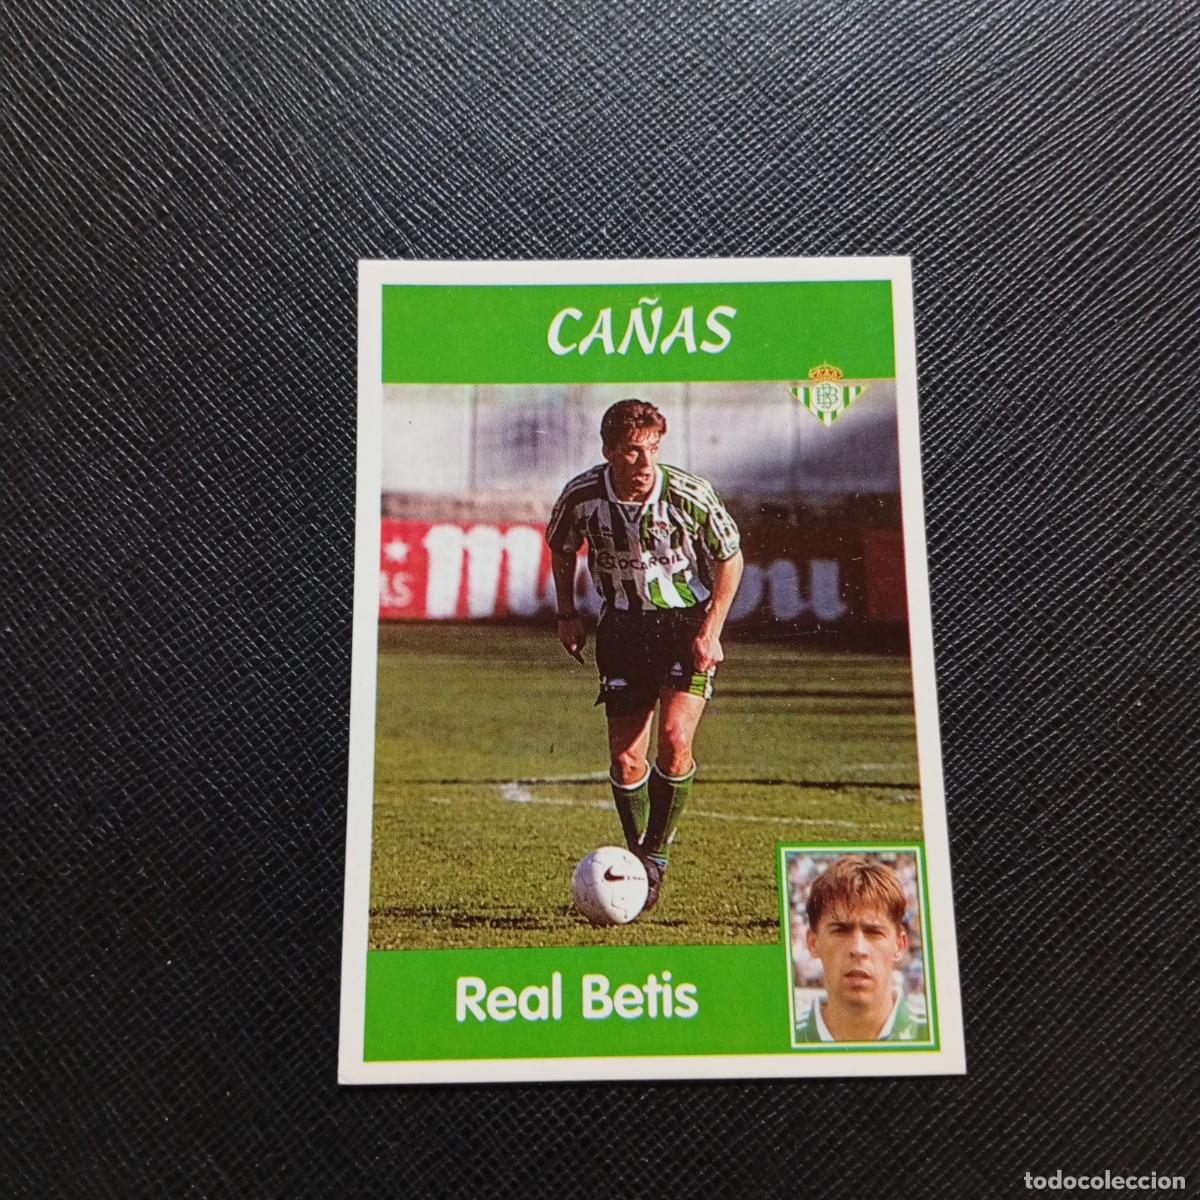 CAÑAS
Real Betis
todocoleccion